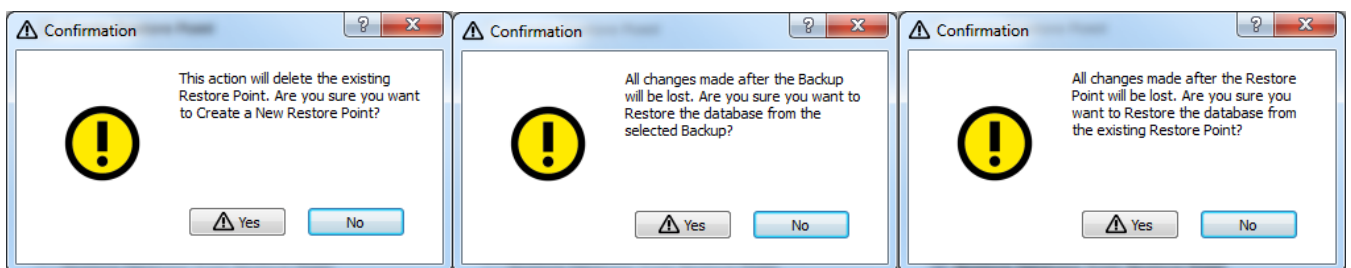 Confirmation
This action will delete the existing
Restore Point. Are you sure you want
to Create a New Restore Point?
Yes
No
Confirmation
All changes made after the Backup
will be lost. Are you sure you want to
Restore the database from the
selected Backup?
Yes
No
Confirmation
All changes made after the Restore
Point will be lost. Are you sure you
want to Restore the database from
the existing Restore Point?
Yes
No